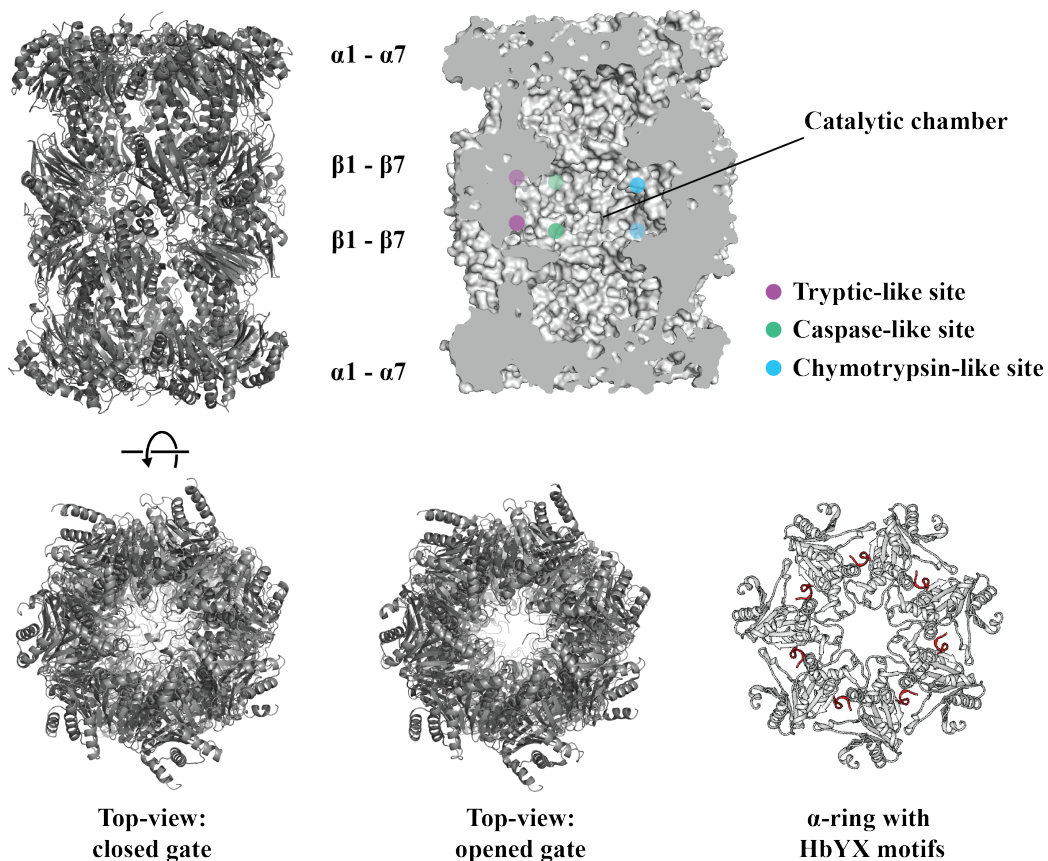 α1 - α7
β1 - β7
β1 - β7
α1 - α7
Catalytic chamber
Tryptic-like site
Caspase-like site
Chymotrypsin-like site
Top-view:
closed gate
Top-view:
opened gate
α-ring with
HbYX motifs